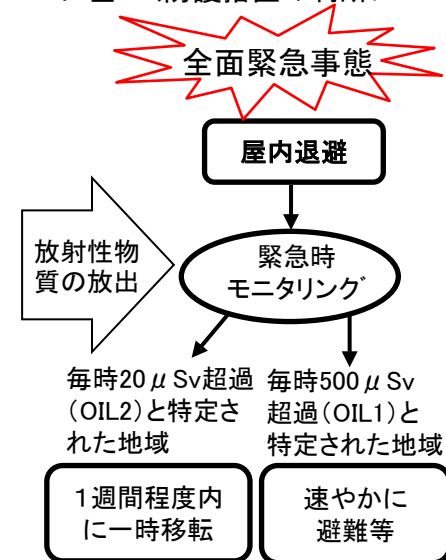 全面緊急事態
屋内退避
放射性物
質の放出
緊急時
モニタリング
毎時20μSv超過
(OIL2)と特定さ
れた地域
毎時500μSv
超過(OIL1)と
特定された地域
1週間程度内
に一時移転
速やかに
避難等